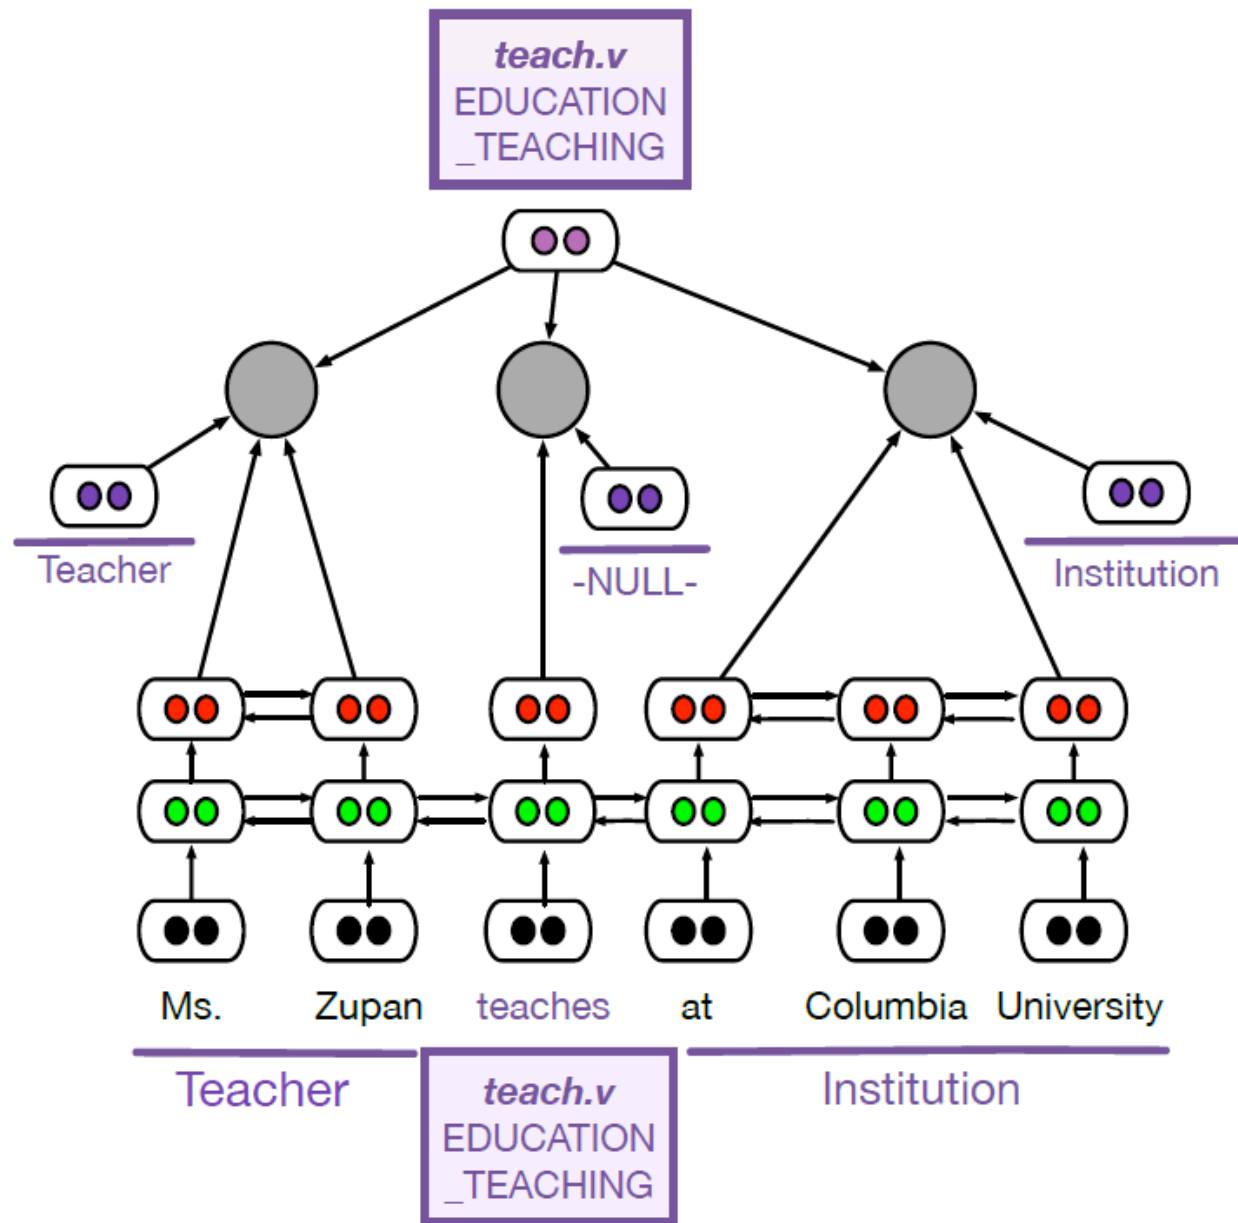 teach.v
EDUCATION
_TEACHING
Teacher
-NULL-
Institution
Ms. Zupan teaches at Columbia University
Teacher
Institution
teach.v
EDUCATION
_TEACHING